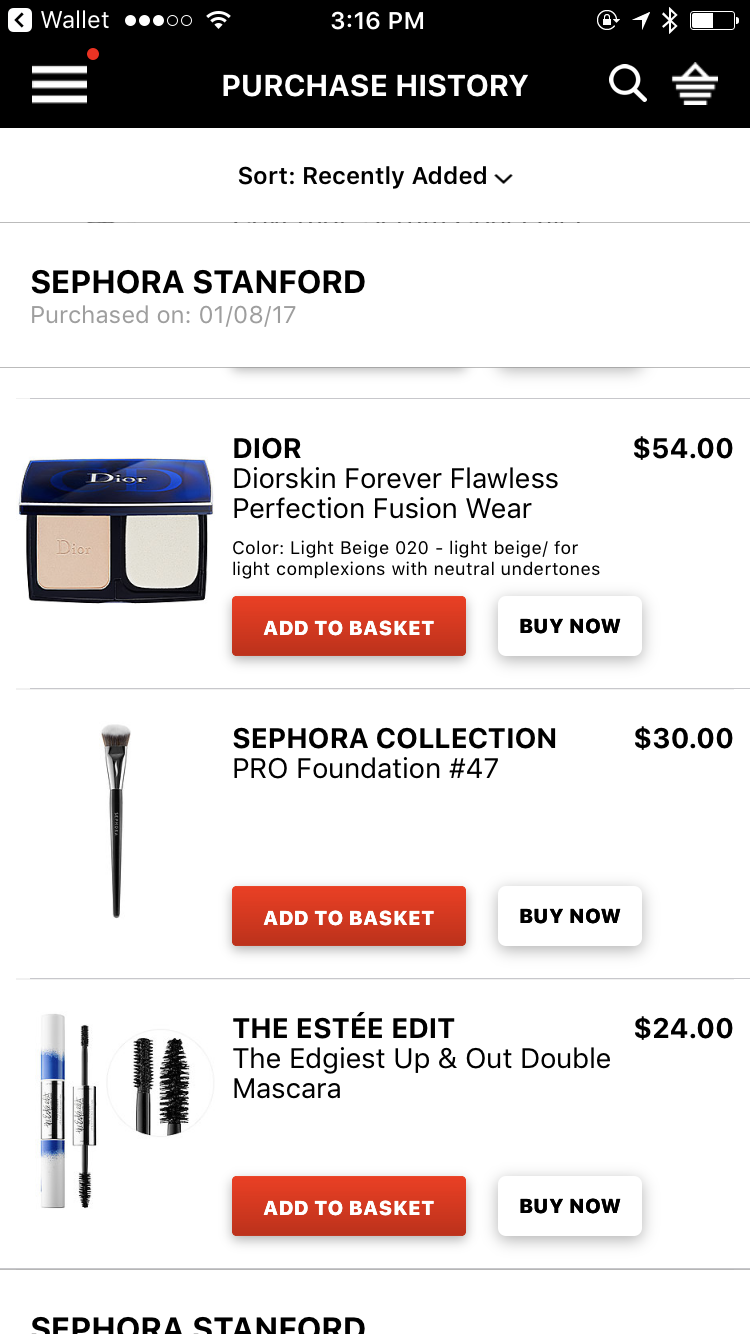 Wallet 3:16 PM
PURCHASE HISTORY
Sort: Recently Added
SEPHORA STANFORD
Purchased on: 01/08/17
DIOR $54.00
Diorskin Forever Flawless
Perfection Fusion Wear
Color: Light Beige 020 - light beige/ for
light complexions with neutral undertones
Dior
Dior
ADD TO BASKET BUY NOW
SEPHORA COLLECTION $30.00
PRO Foundation #47
SEPHORA
ADD TO BASKET BUY NOW
THE ESTÉE EDIT $24.00
The Edgiest Up & Out Double
Mascara
ADD TO BASKET BUY NOW
SEPHORA STANFORD